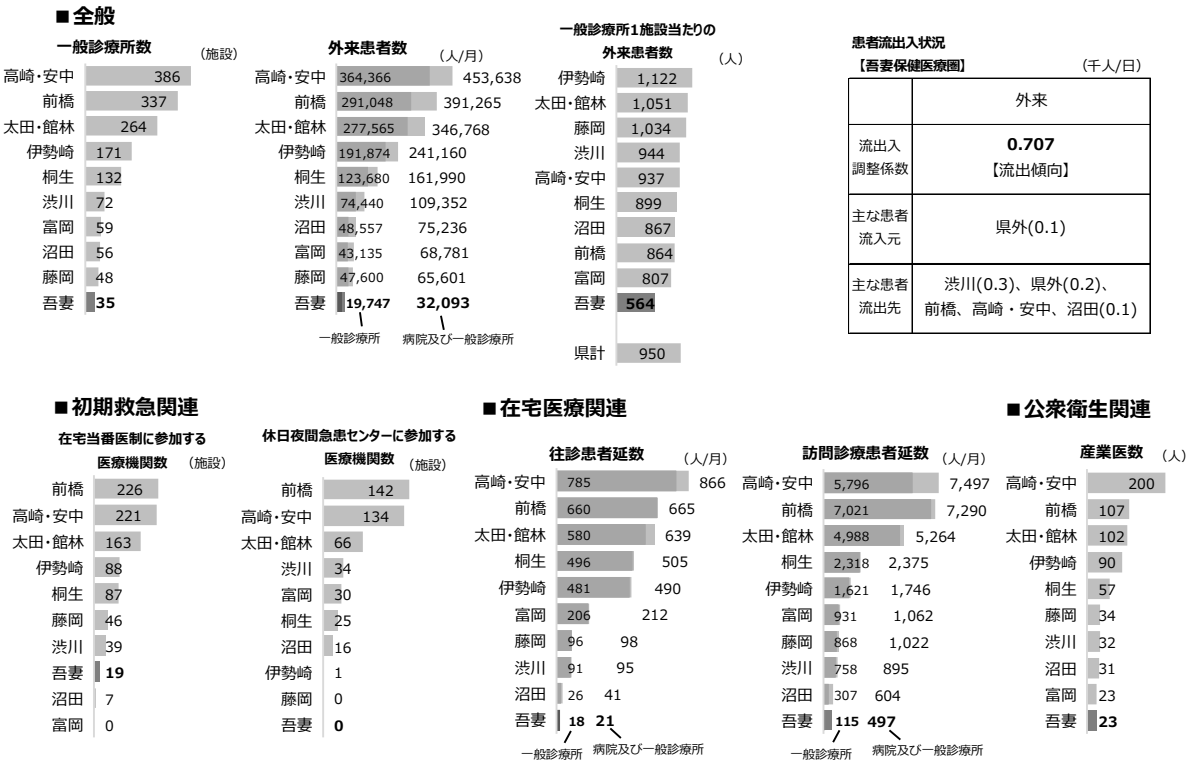 ■全般
一般診療所数 （施設）
高崎・安中 386
前橋 337
太田・館林 264
伊勢崎 171
桐生 132
渋川 72
富岡 59
沼田 56
藤岡 48
吾妻 35
外来患者数 （人/月）
高崎・安中 364,366 453,638
前橋 291,048 391,265
太田・館林 277,565 346,768
伊勢崎 191,874 241,160
桐生 123,680 161,990
渋川 74,440 109,352
沼田 48,557 75,236
富岡 43,135 68,781
藤岡 47,600 65,601
吾妻 19,747 32,093
一般診療所 病院及び一般診療所
一般診療所1施設当たりの
外来患者数 （人）
伊勢崎 1,122
太田・館林 1,051
藤岡 1,034
渋川 944
高崎・安中 937
桐生 899
沼田 867
前橋 864
富岡 807
吾妻 564
県計 950
患者流出入状況
【吾妻保健医療圏】 （千人/日）
外来
流出入
調整係数
0.707
【流出傾向】
主な患者
流入元
県外(0.1)
主な患者
流出先
渋川(0.3)、県外(0.2)、
前橋、高崎・安中、沼田(0.1)
■初期救急関連
在宅当番医制に参加する
医療機関数 （施設）
前橋 226
高崎・安中 221
太田・館林 163
伊勢崎 88
桐生 87
藤岡 46
渋川 39
吾妻 19
沼田 7
富岡 0
休日夜間急患センターに参加する
医療機関数 （施設）
前橋 142
高崎・安中 134
太田・館林 66
渋川 34
富岡 30
桐生 25
沼田 16
伊勢崎 1
藤岡 0
吾妻 0
■在宅医療関連
往診患者延数 （人/月）
高崎・安中 785 866
前橋 660 665
太田・館林 580 639
桐生 496 505
伊勢崎 481 490
富岡 206 212
藤岡 96 98
渋川 91 95
沼田 26 41
吾妻 18 21
一般診療所 病院及び一般診療所
訪問診療患者延数 （人/月）
高崎・安中 5,796 7,497
前橋 7,021 7,290
太田・館林 4,988 5,264
桐生 2,318 2,375
伊勢崎 1,621 1,746
富岡 931 1,062
藤岡 868 1,022
渋川 758 895
沼田 307 604
吾妻 115 497
一般診療所 病院及び一般診療所
■公衆衛生関連
産業医数 （人）
高崎・安中 200
前橋 107
太田・館林 102
伊勢崎 90
桐生 57
藤岡 34
渋川 32
沼田 31
富岡 23
吾妻 23